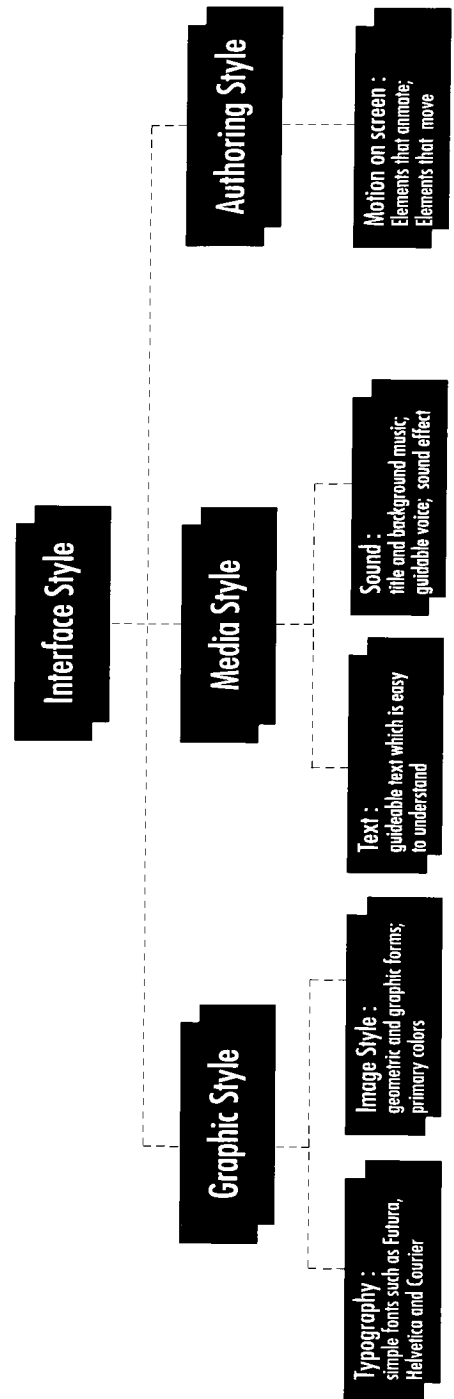 Interface Style
Graphic Style
Media Style
Authoring Style
Typography :
simple fonts such as Futura,
Helvetica and Courier
Image Style :
geometric and graphic forms;
primary colors
Text :
guideable text which is easy
to understand
Sound :
title and background music;
guidable voice; sound effect
Motion on screen :
Elements that anmate;
Elements that move